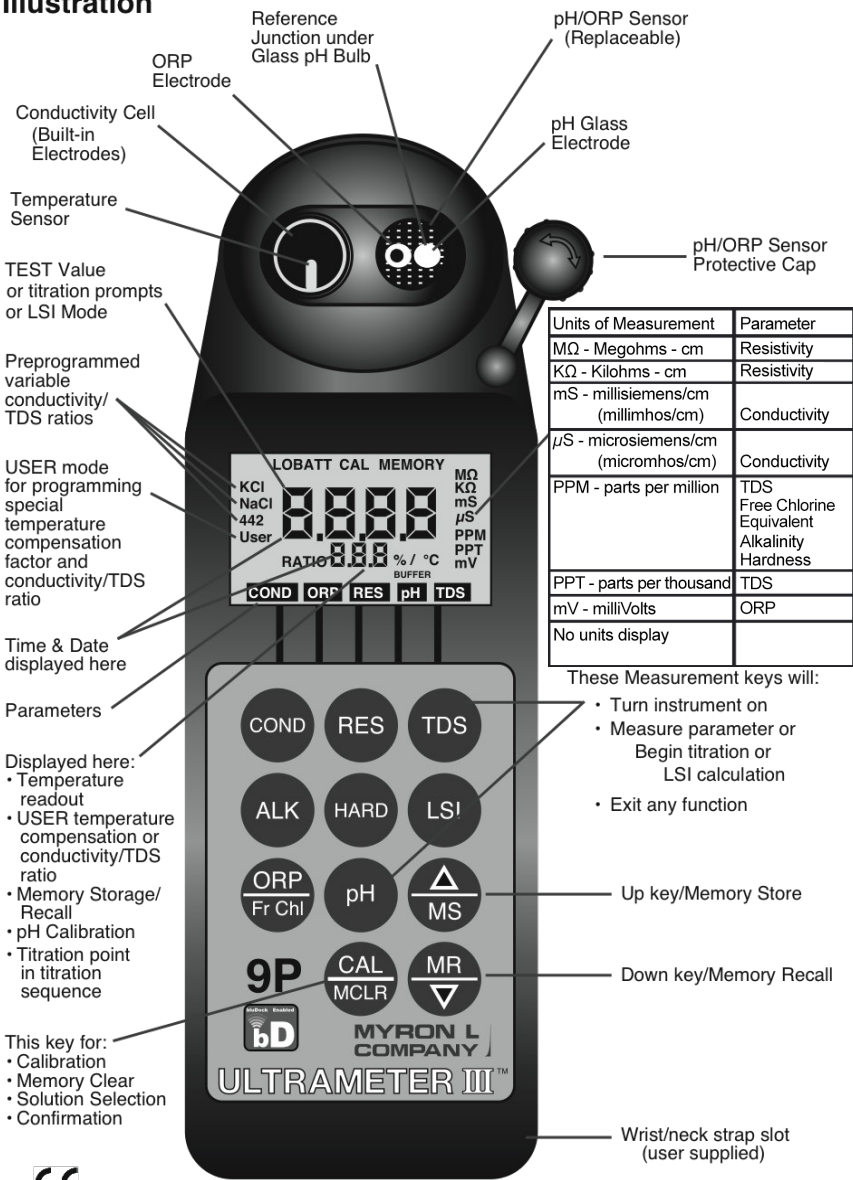 Illustration
Reference
Junction under
Glass pH Bulb
pH/ORP Sensor
(Replaceable)
ORP
Electrode
Conductivity Cell
(Built-in
Electrodes)
pH Glass
Electrode
Temperature
Sensor
pH/ORP Sensor
Protective Cap
TEST Value
or titration prompts
or LSI Mode
Preprogrammed
variable
conductivity/
TDS ratios
USER mode
for programming
special
temperature
compensation
factor and
conductivity/TDS
ratio
Time & Date
displayed here
Parameters
Displayed here:
• Temperature
readout
• USER temperature
compensation or
conductivity/TDS
ratio
• Memory Storage/
Recall
• pH Calibration
• Titration point
in titration
sequence
This key for:
• Calibration
• Memory Clear
• Solution Selection
• Confirmation
CE
LOBATT CAL MEMORY
KCl
NaCl
442
User
8.8.8.8
MΩ
KΩ
mS
µS
PPM
PPT
mV
RATIO 8.8.8 % / °C
BUFFER
COND ORP RES pH TDS
COND RES TDS
ALK HARD LSI
ORP
Fr Chl
pH
MS
CAL
MCLR
MR
9P
MuDock Enabled
bD
MYRON L
COMPANY
ULTRAMETER III™
Units of Measurement Parameter
MΩ - Megohms - cm Resistivity
KΩ - Kilohms - cm Resistivity
mS - millisiemens/cm
(millimhos/cm) Conductivity
µS - microsiemens/cm
(micromhos/cm) Conductivity
PPM - parts per million TDS
Free Chlorine
Equivalent
Alkalinity
Hardness
PPT - parts per thousand TDS
mV - milliVolts ORP
No units display
These Measurement keys will:
• Turn instrument on
• Measure parameter or
Begin titration or
LSI calculation
• Exit any function
Up key/Memory Store
Down key/Memory Recall
Wrist/neck strap slot
(user supplied)